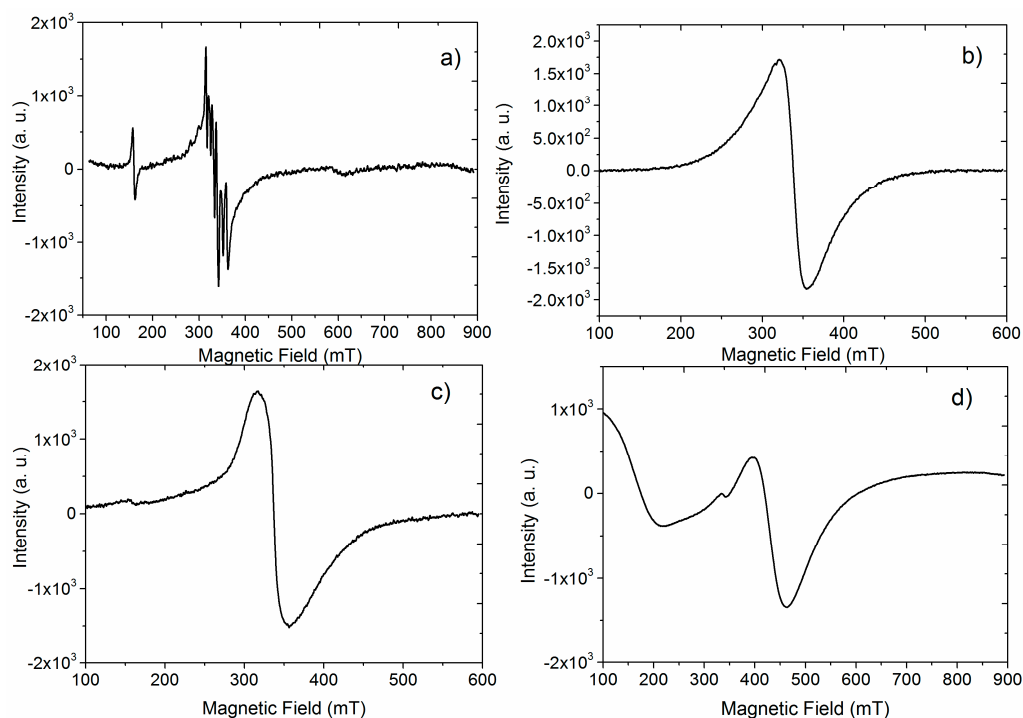 a)
2x10³
1x10³
0
-1x10³
-2x10³
Intensity (a. u.)
100 200 300 400 500 600 700 800 900
Magnetic Field (mT)
b)
2.0x10³
1.5x10³
1.0x10³
5.0x10²
0.0
-5.0x10²
-1.0x10³
-1.5x10³
-2.0x10³
Intensity (a. u.)
100 200 300 400 500 600
Magnetic Field (mT)
c)
2x10³
1x10³
0
-1x10³
-2x10³
Intensity (a. u.)
100 200 300 400 500 600
Magnetic Field (mT)
d)
1x10³
0
-1x10³
-2x10³
Intensity (a. u.)
100 200 300 400 500 600 700 800 900
Magnetic Field (mT)